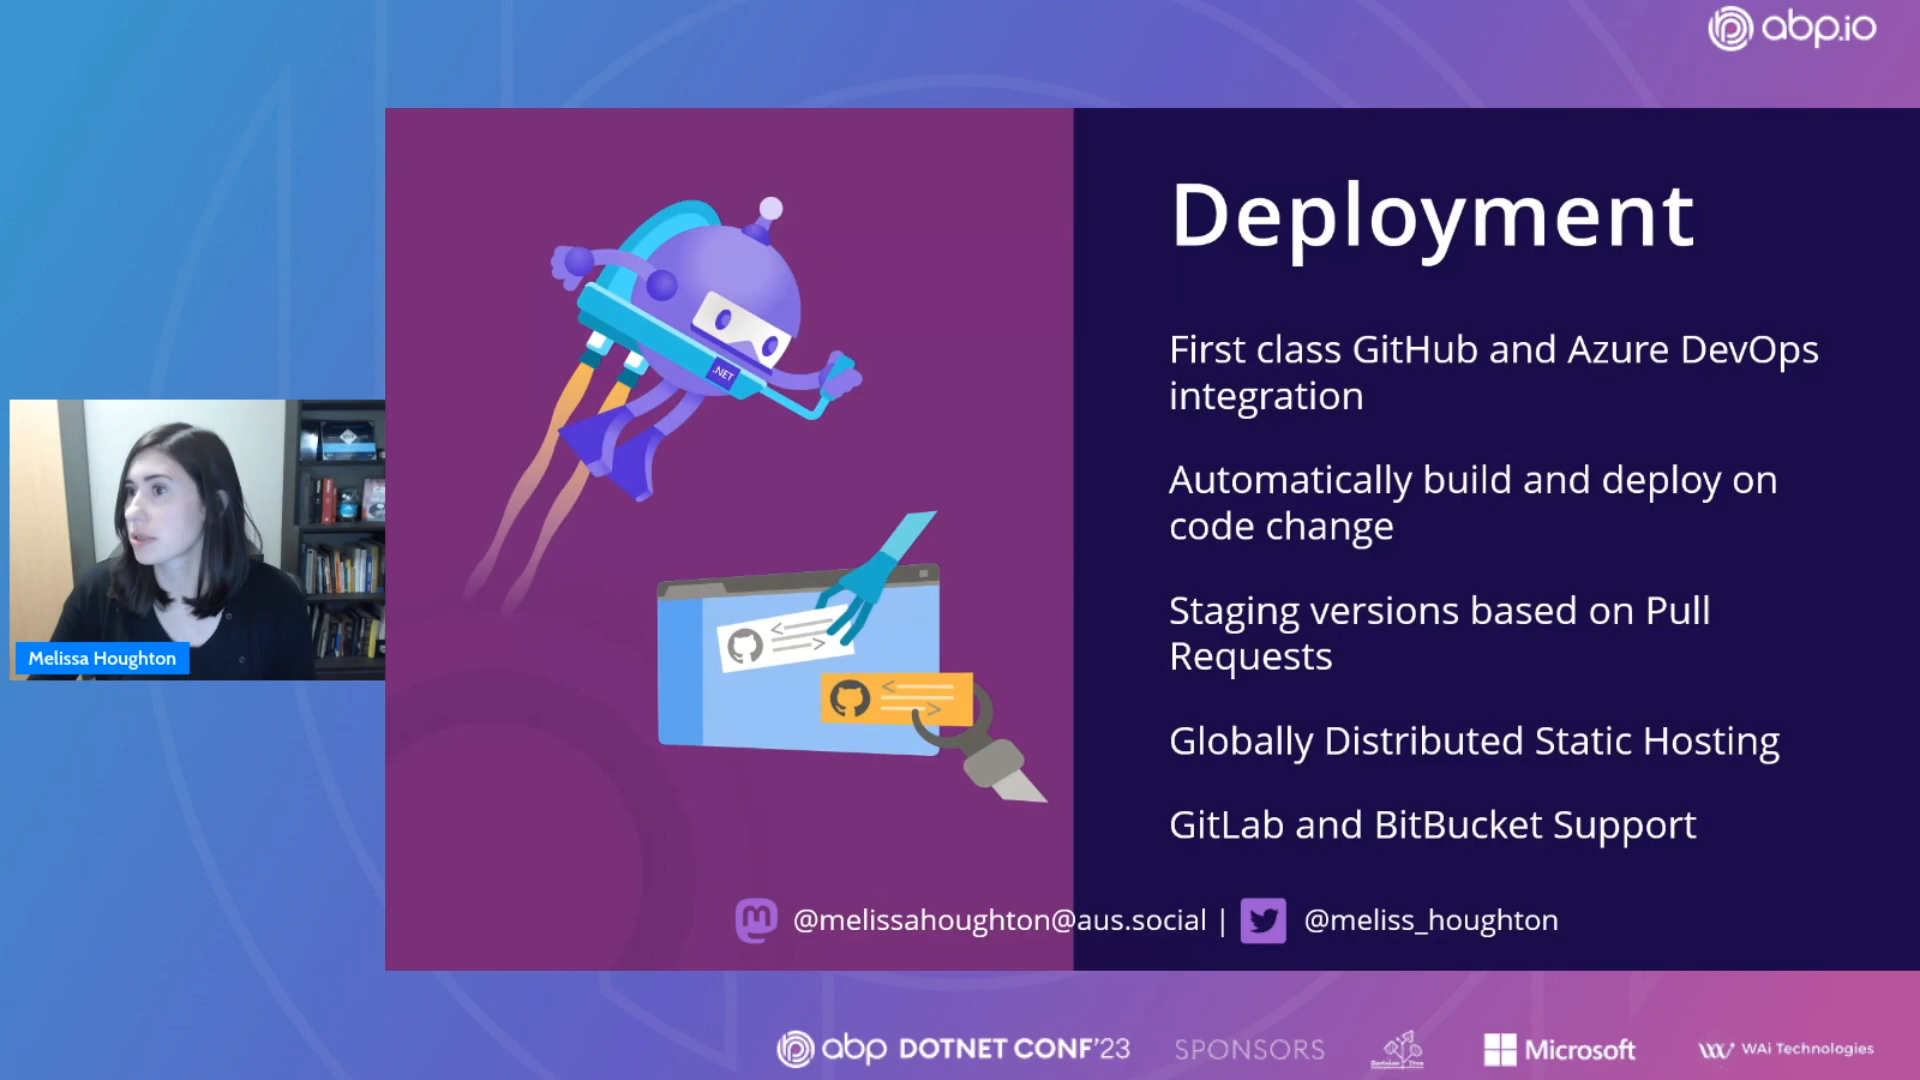 abp.io
Deployment
First class GitHub and Azure DevOps
integration
Automatically build and deploy on
code change
Staging versions based on Pull
Requests
Globally Distributed Static Hosting
GitLab and BitBucket Support
.NET
Melissa Houghton
@melissahoughton@aus.social | @meliss_houghton
abp DOTNET CONF'23 SPONSORS Microsoft WAi Technologies